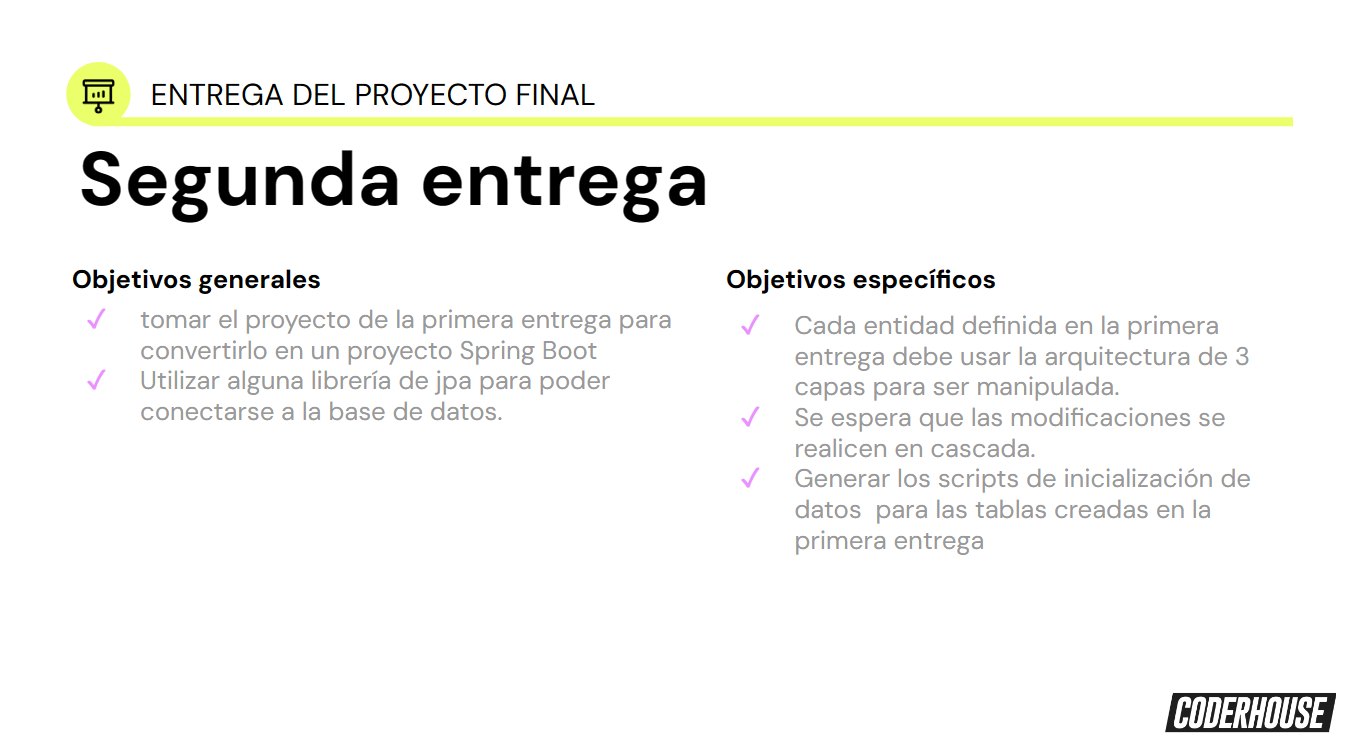 ENTREGA DEL PROYECTO FINAL
Segunda entrega
Objetivos generales
✓ tomar el proyecto de la primera entrega para
convertirlo en un proyecto Spring Boot
✓ Utilizar alguna librería de jpa para poder
conectarse a la base de datos.
Objetivos específicos
✓ Cada entidad definida en la primera
entrega debe usar la arquitectura de 3
capas para ser manipulada.
✓ Se espera que las modificaciones se
realicen en cascada.
✓ Generar los scripts de inicialización de
datos  para las tablas creadas en la
primera entrega
CODERHOUSE